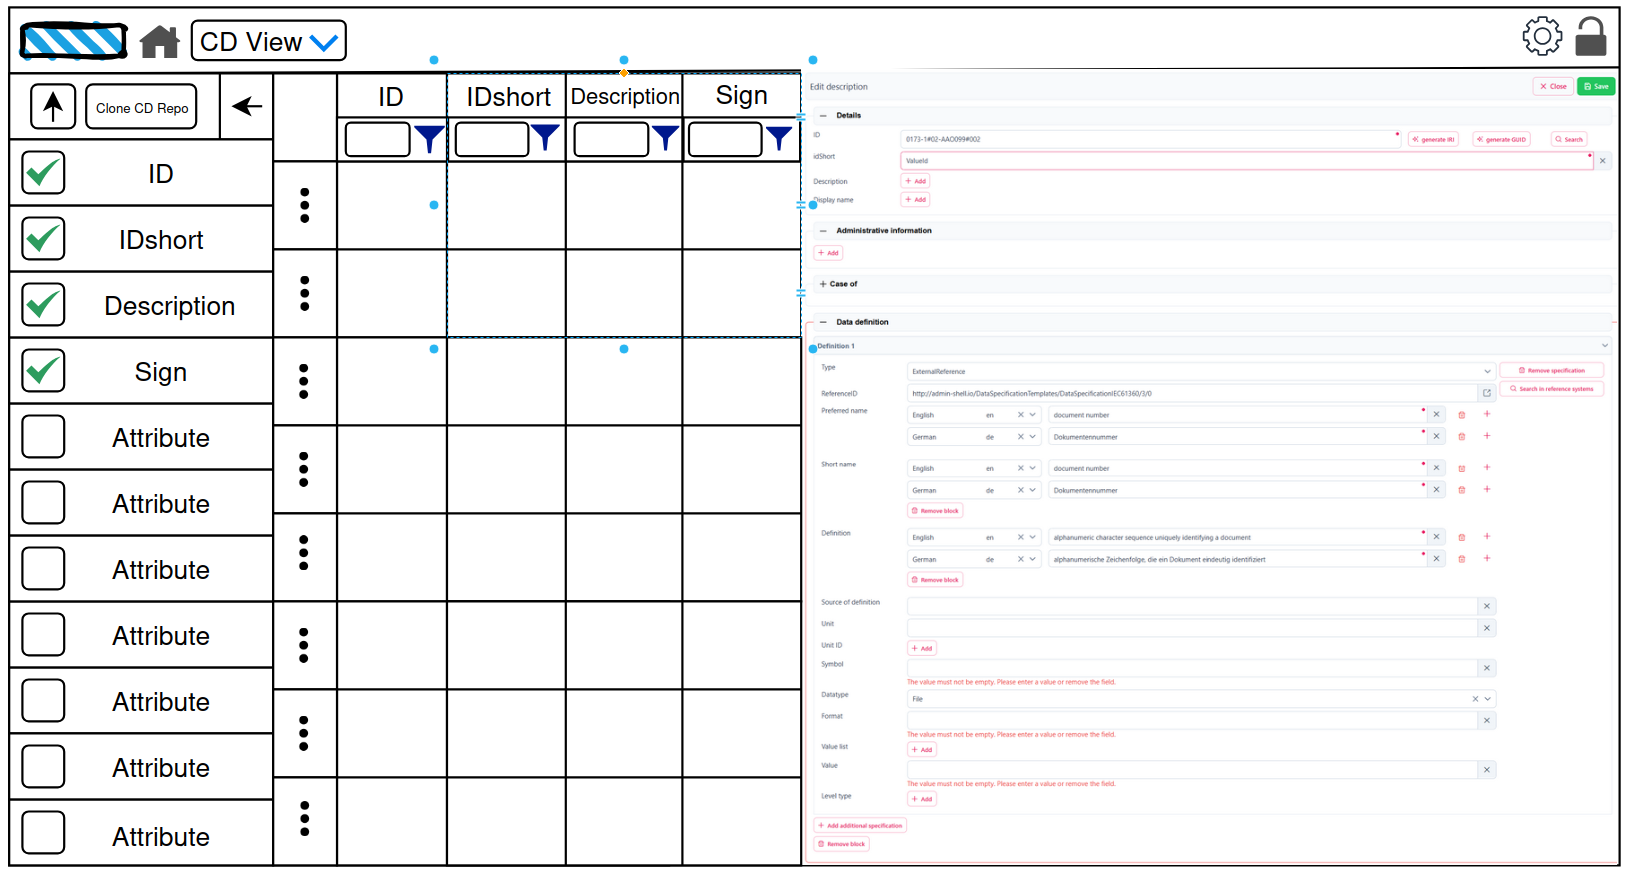 CD View
Clone CD Repo
ID
IDshort
Description
Sign
Attribute
Attribute
Attribute
Attribute
Attribute
Attribute
Attribute
ID IDshort Description Sign
Edit description
Close Save
Details
ID 0173-1#02-AAO099#002 generate IRI generate GUID Search
idShort ValueId
Description Add
Display name Add
Administrative information
Add
Case of
Data definition
Definition 1
Type ExternalReference Remove specification
Search in reference systems
ReferenceID http://admin-shell.io/DataSpecificationTemplates/DataSpecificationIEC61360/3/0
Preferred name English en document number
German de Dokumentennummer
Short name English en document number
German de Dokumentennummer
Remove block
Definition English en alphanumeric character sequence uniquely identifying a document
German de alphanumerische Zeichenfolge, die ein Dokument eindeutig identifiziert
Remove block
Source of definition
Unit
Unit ID Add
Symbol
The value must not be empty. Please enter a value or remove the field.
Datatype File
Format
The value must not be empty. Please enter a value or remove the field.
Value list Add
Value
The value must not be empty. Please enter a value or remove the field.
Level type Add
Add additional specification
Remove block